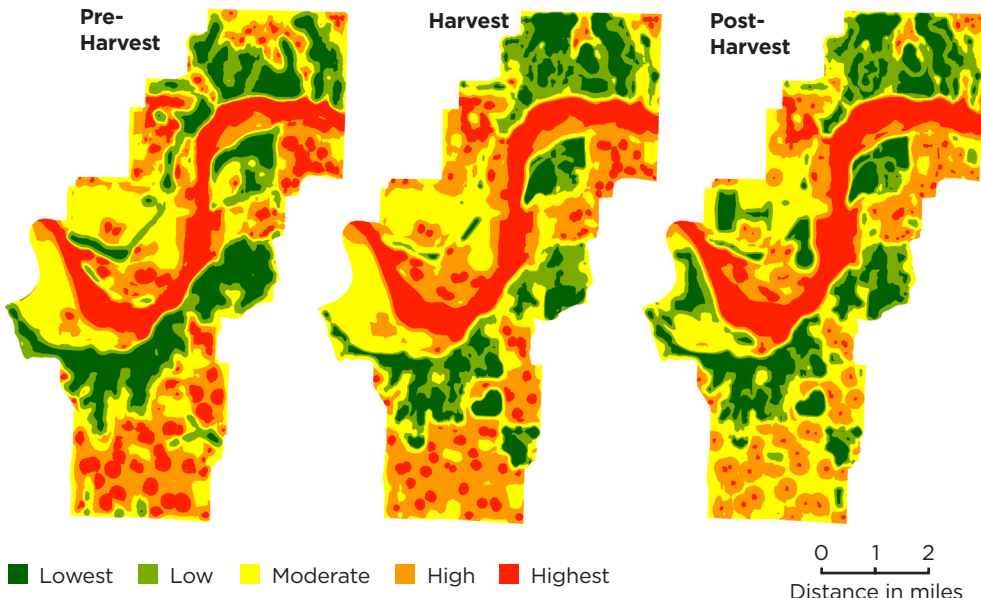 Pre-
Harvest
Harvest
Post-
Harvest
Lowest Low Moderate High Highest
0 1 2
Distance in miles